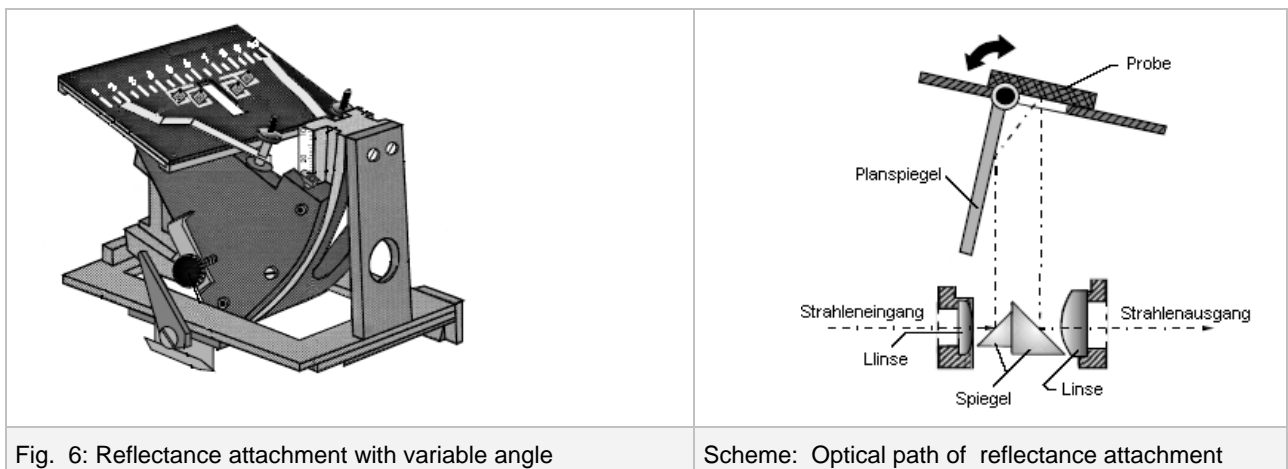 Probe
Planspiegel
Strahleneingang
Strahlenausgang
Llinse
Linse
Spiegel
Fig. 6: Reflectance attachment with variable angle
Scheme: Optical path of reflectance attachment